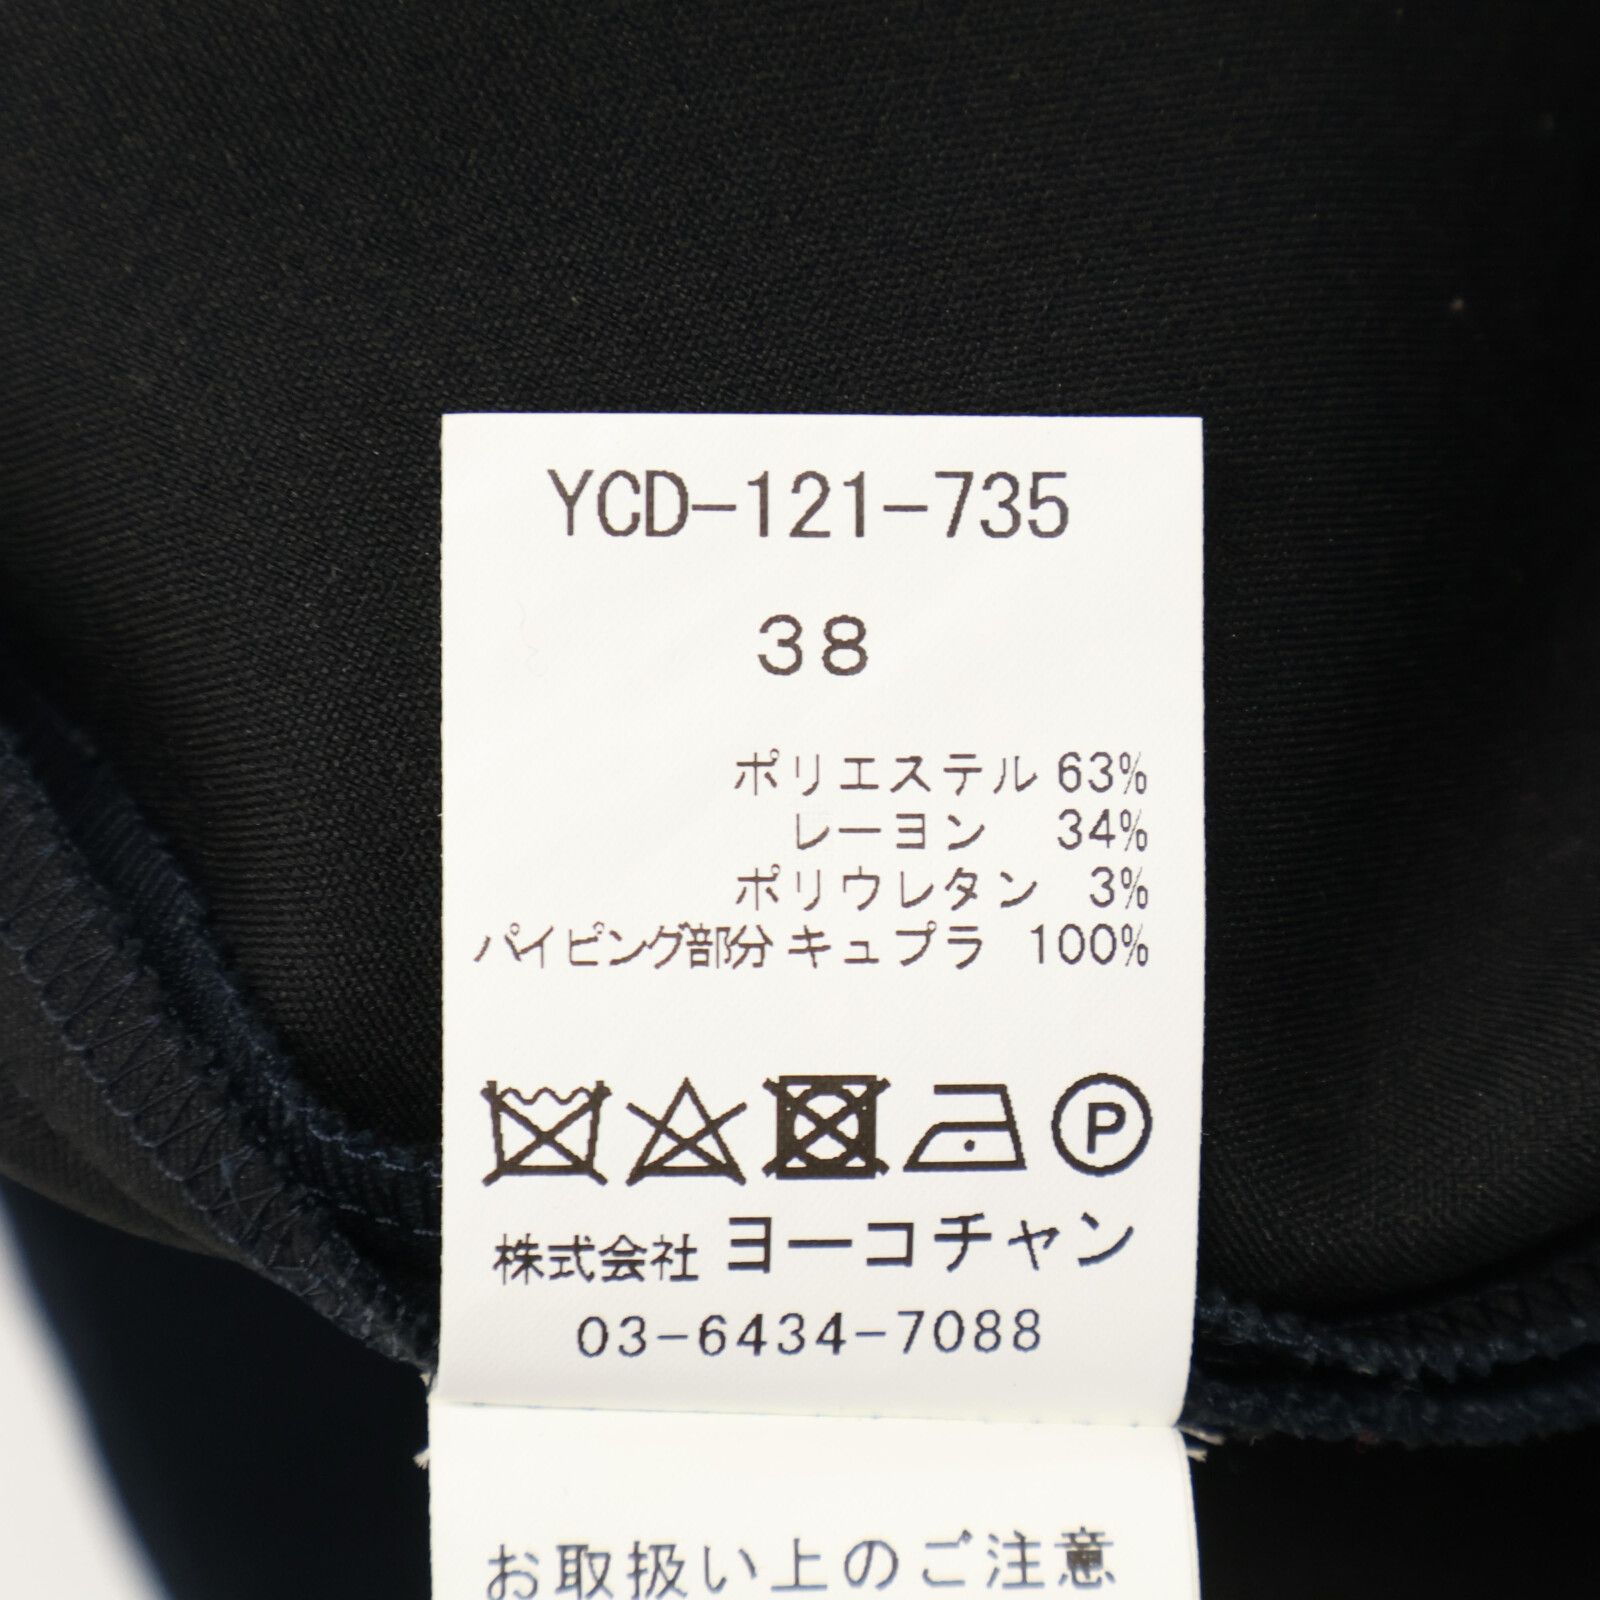 YCD-121-735
38
ポリエステル 63%
レーヨン 34%
ポリウレタン 3%
パイピング部分 キュプラ 100%
P
株式会社 ヨーコチャン
03-6434-7088
お取扱い上のご注意